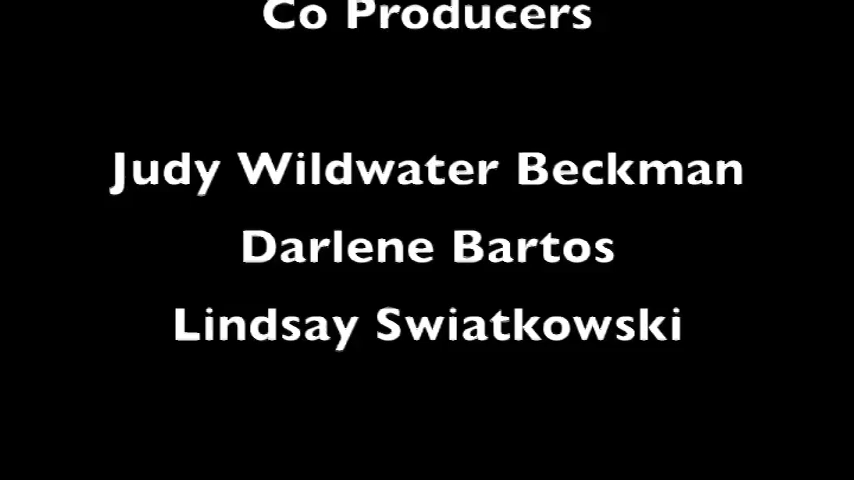 Co Producers
Judy Wildwater Beckman
Darlene Bartos
Lindsay Swiatkowski